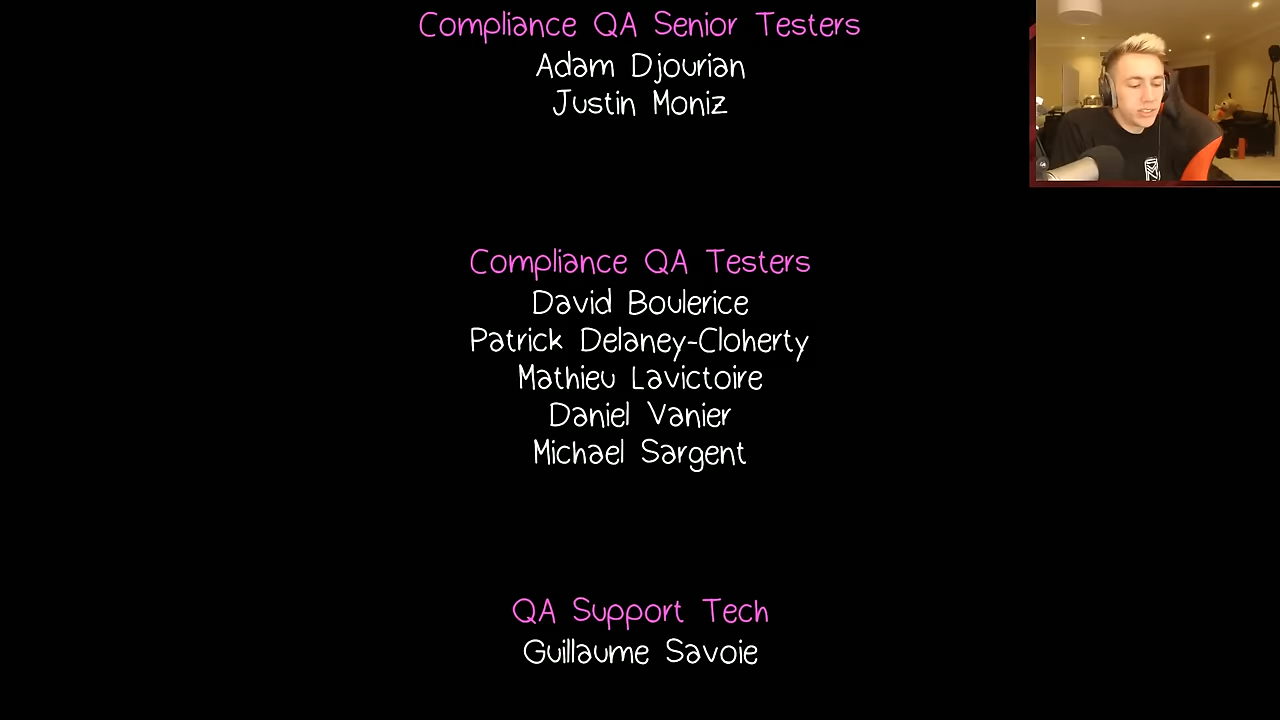 Compliance QA Senior Testers
Adam Djourian
Justin Moniz
Compliance QA Testers
David Boulerice
Patrick Delaney-Cloherty
Mathieu Lavictoire
Daniel Vanier
Michael Sargent
QA Support Tech
Guillaume Savoie